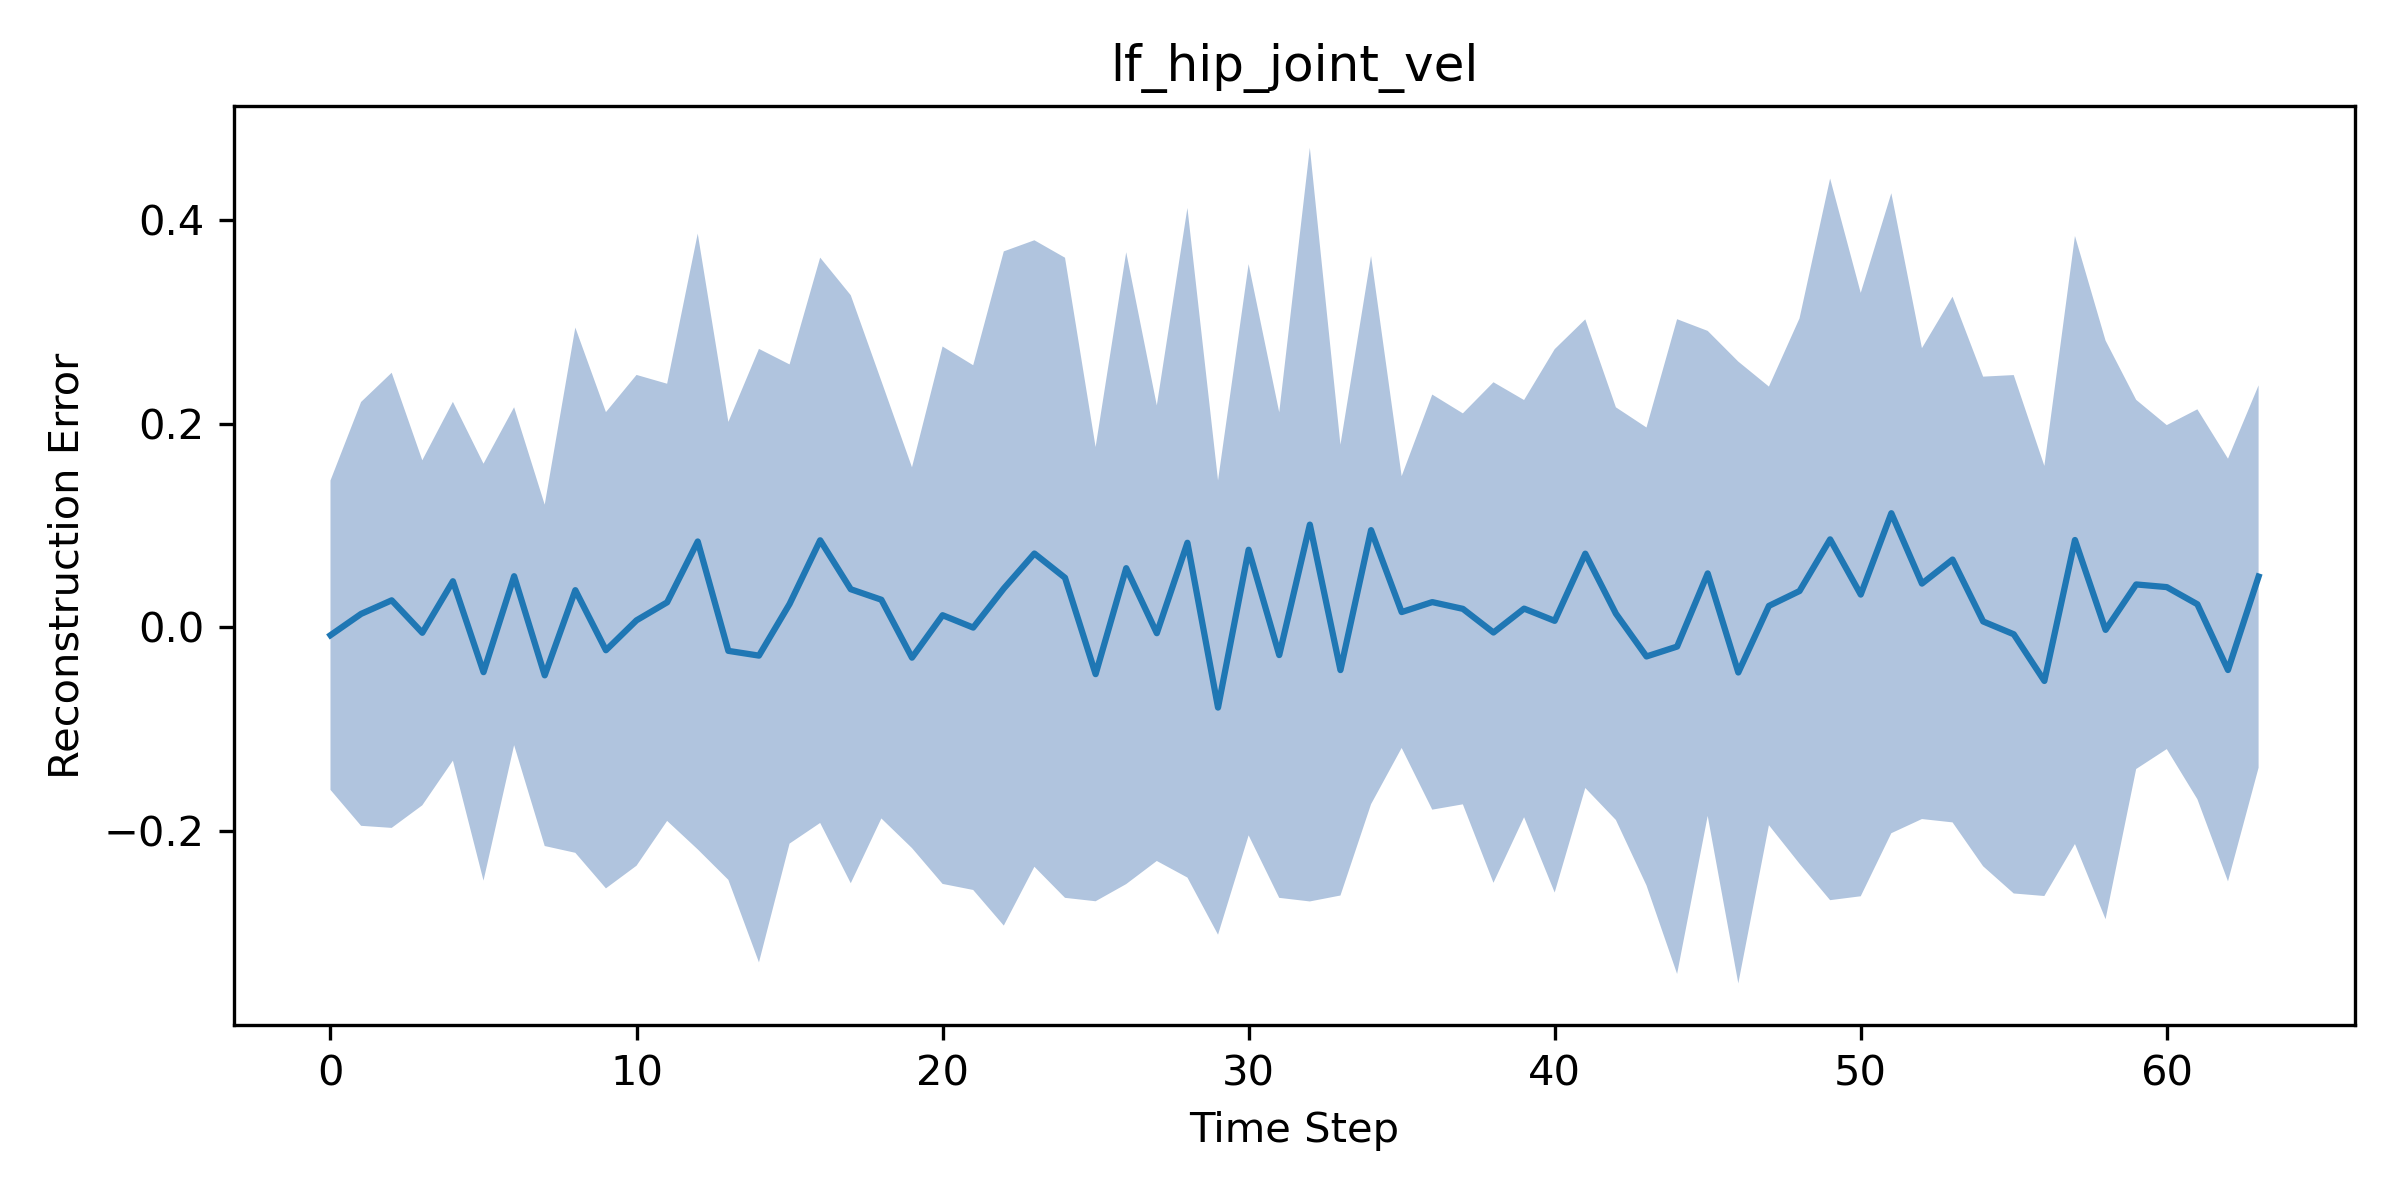 lf_hip_joint_vel
Reconstruction Error
0.4
0.2
0.0
−0.2
0 10 20 30 40 50 60
Time Step